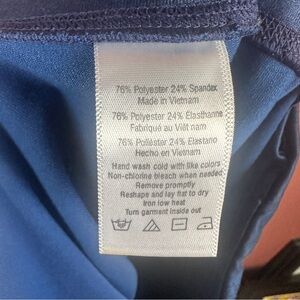 76% Polyester 24% Spandex
Made in Vietnam
76% Polyester 24% Elasthanne
Fabriqué au Viêt nam
76% Poliéster 24% Elastano
Hecho en Vietnam
Hand wash cold with like colors
Non-chlorine bleach when needed
Remove promptly
Reshape and lay flat to dry
Iron low heat
Turn garment inside out